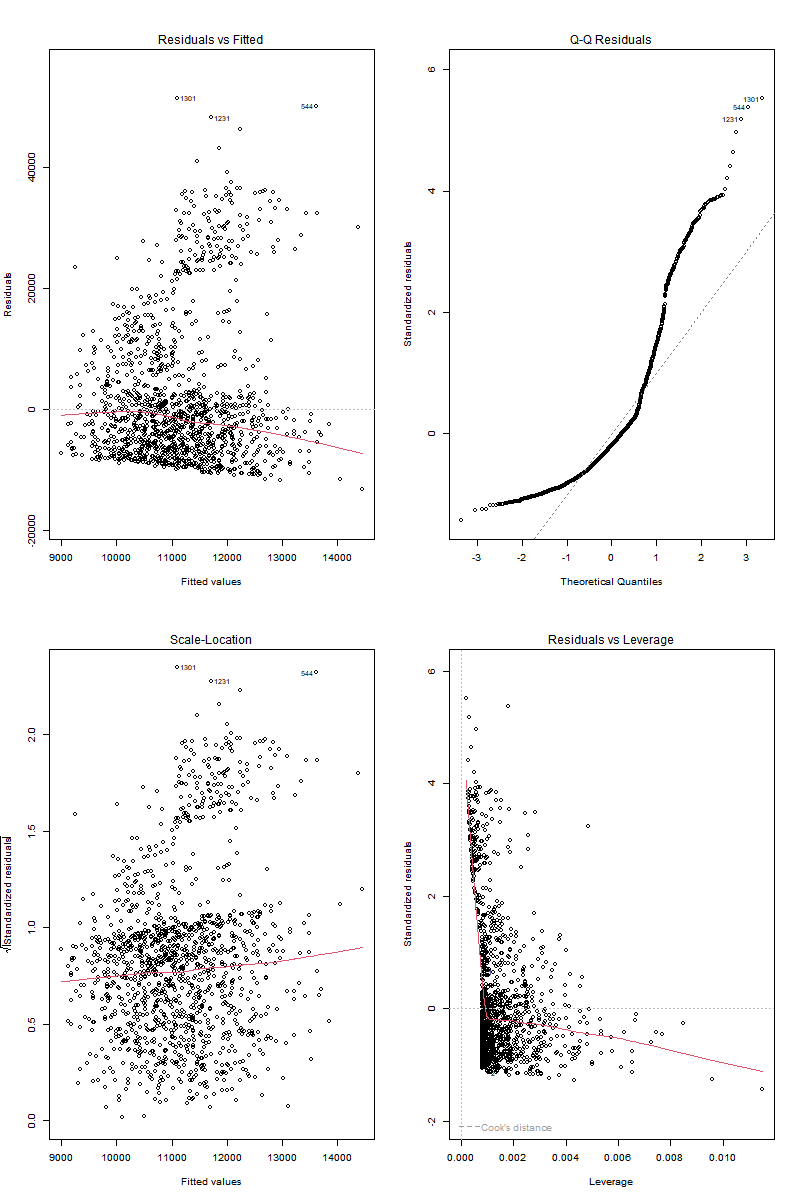 Residuals vs Fitted
Residuals
40000
20000
0
-20000
1301
1231
544
9000 10000 11000 12000 13000 14000
Fitted values
Q-Q Residuals
Standardized residuals
6
4
2
0
1301
544
1231
-3 -2 -1 0 1 2 3
Theoretical Quantiles
Scale-Location
√|Standardized residuals|
2.0
1.5
1.0
0.5
0.0
1301
1231
544
9000 10000 11000 12000 13000 14000
Fitted values
Residuals vs Leverage
Standardized residuals
6
4
2
0
-2
Cook's distance
0.000 0.002 0.004 0.006 0.008 0.010
Leverage